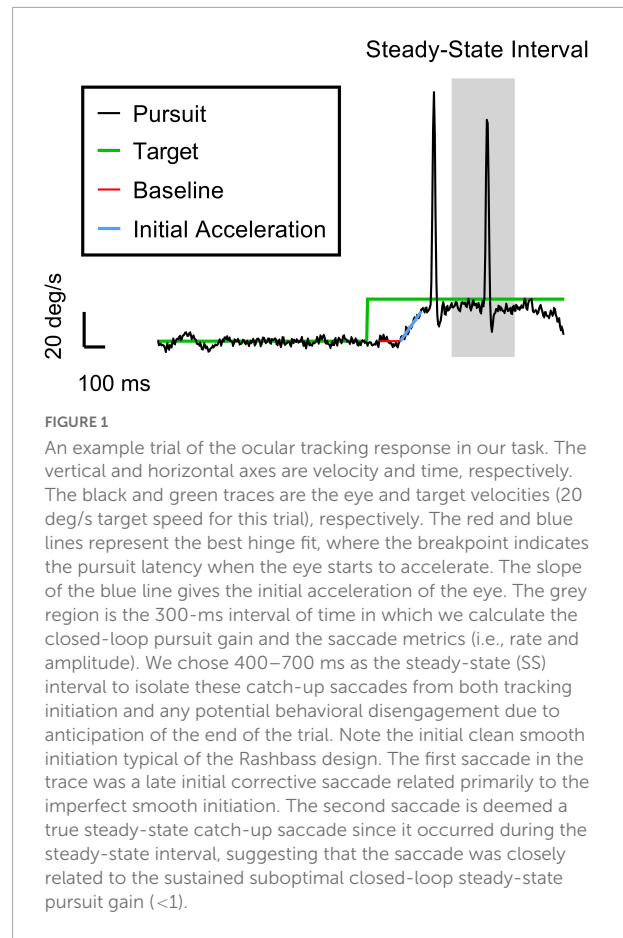 Steady-State Interval
Pursuit
Target
Baseline
Initial Acceleration
20 deg/s
100 ms
FIGURE 1
An example trial of the ocular tracking response in our task. The
vertical and horizontal axes are velocity and time, respectively.
The black and green traces are the eye and target velocities (20
deg/s target speed for this trial), respectively. The red and blue
lines represent the best hinge fit, where the breakpoint indicates
the pursuit latency when the eye starts to accelerate. The slope
of the blue line gives the initial acceleration of the eye. The grey
region is the 300-ms interval of time in which we calculate the
closed-loop pursuit gain and the saccade metrics (i.e., rate and
amplitude). We chose 400–700 ms as the steady-state (SS)
interval to isolate these catch-up saccades from both tracking
initiation and any potential behavioral disengagement due to
anticipation of the end of the trial. Note the initial clean smooth
initiation typical of the Rashbass design. The first saccade in the
trace was a late initial corrective saccade related primarily to the
imperfect smooth initiation. The second saccade is deemed a
true steady-state catch-up saccade since it occurred during the
steady-state interval, suggesting that the saccade was closely
related to the sustained suboptimal closed-loop steady-state
pursuit gain (<1).